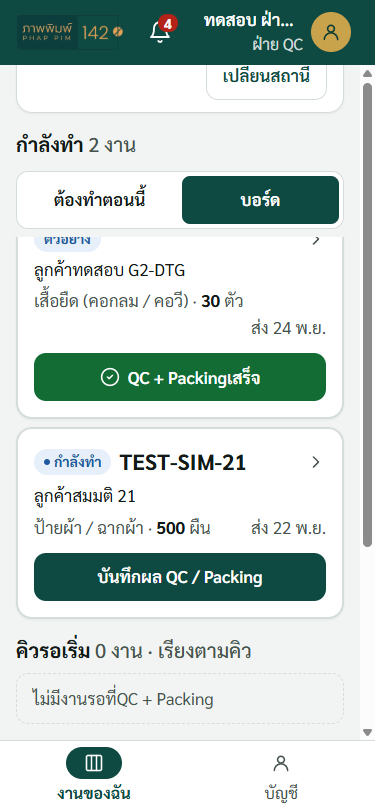 ภาพพิมพ์
PHAP PIM
142
4
ทดสอบ ฝ่า...
ฝ่าย QC
เปลี่ยนสถานี
กำลังทำ 2 งาน
ต้องทำตอนนี้
บอร์ด
ตัวอย่าง
ลูกค้าทดสอบ G2-DTG
เสื้อยืด (คอกลม / คอวี) · 30 ตัว
ส่ง 24 พ.ย.
QC + Packingเสร็จ
กำลังทำ TEST-SIM-21
ลูกค้าสมมติ 21
ป้ายผ้า / ฉากผ้า · 500 ผืน ส่ง 22 พ.ย.
บันทึกผล QC / Packing
คิวรอเริ่ม 0 งาน · เรียงตามคิว
ไม่มีงานรอที่QC + Packing
งานของฉัน
บัญชี